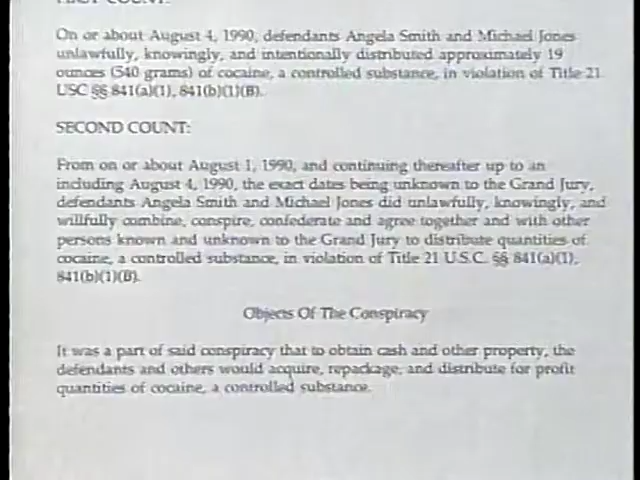 FIRST COUNT:
On or about August 4, 1990, defendants Angela Smith and Michael Jones
unlawfully, knowingly, and intentionally distributed approximately 19
ounces (540 grams) of cocaine, a controlled substance, in violation of Title 21
USC §§ 841(a)(1), 841(b)(1)(B).
SECOND COUNT:
From on or about August 1, 1990, and continuing thereafter up to an
including August 4, 1990, the exact dates being unknown to the Grand Jury,
defendants Angela Smith and Michael Jones did unlawfully, knowingly, and
willfully combine, conspire, confederate and agree together and with other
persons known and unknown to the Grand Jury to distribute quantities of
cocaine, a controlled substance, in violation of Title 21 U.S.C. §§ 841(a)(1),
841(b)(1)(B).
Objects Of The Conspiracy
It was a part of said conspiracy that to obtain cash and other property, the
defendants and others would acquire, repackage, and distribute for profit
quantities of cocaine, a controlled substance.